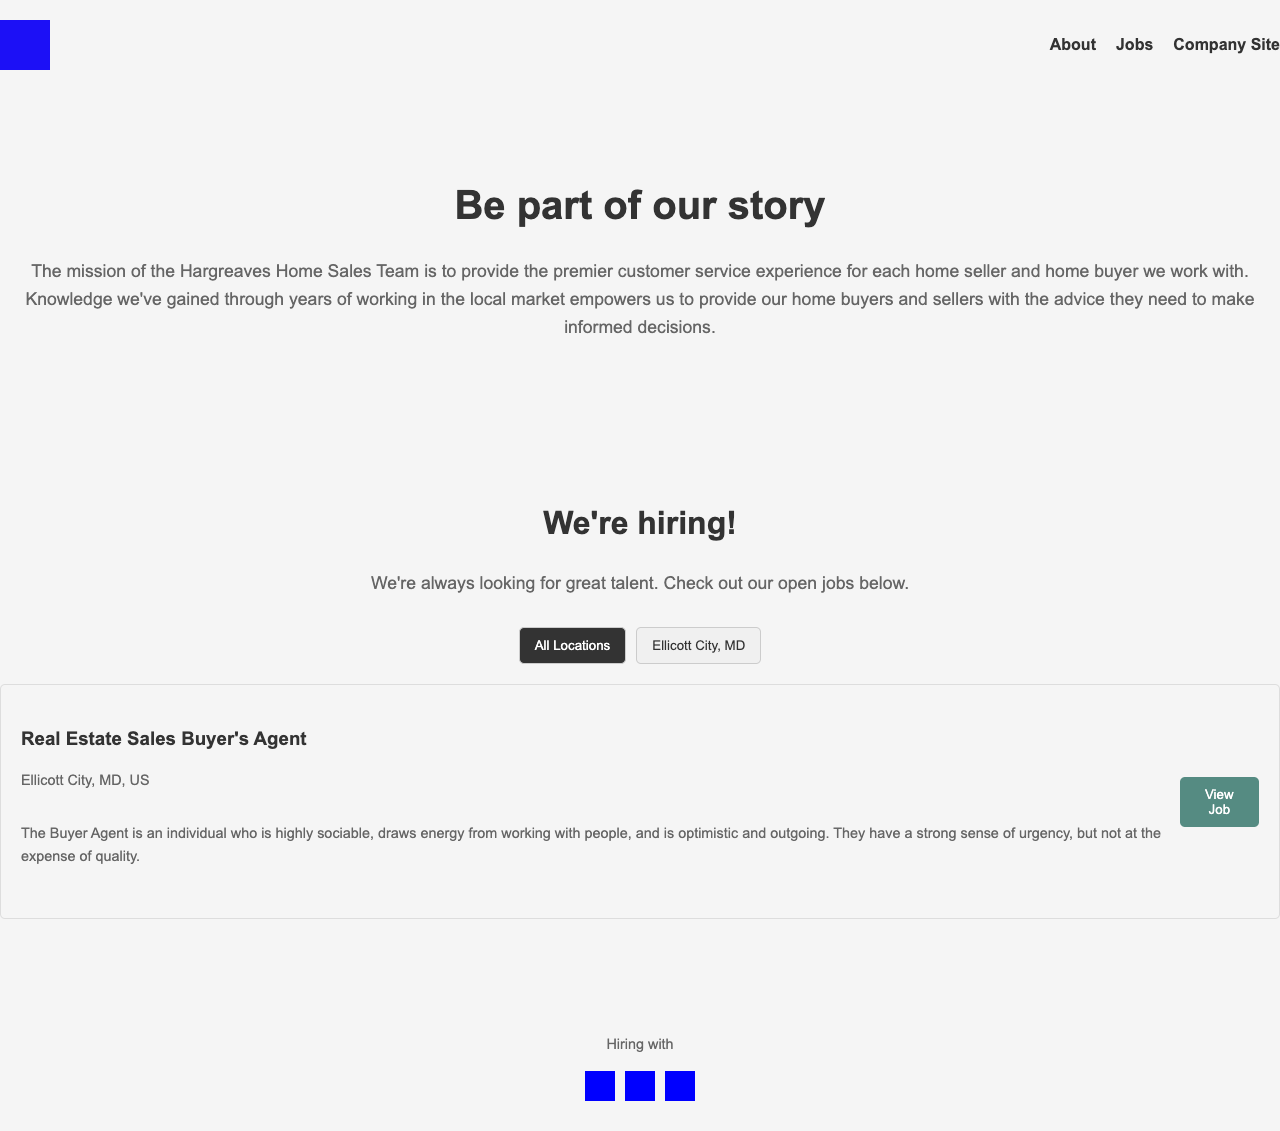 About Jobs Company Site
Be part of our story
The mission of the Hargreaves Home Sales Team is to provide the premier customer service experience for each home seller and home buyer we work with.
Knowledge we've gained through years of working in the local market empowers us to provide our home buyers and sellers with the advice they need to make
informed decisions.
We're hiring!
We're always looking for great talent. Check out our open jobs below.
All Locations Ellicott City, MD
Real Estate Sales Buyer's Agent
Ellicott City, MD, US
View
Job
The Buyer Agent is an individual who is highly sociable, draws energy from working with people, and is optimistic and outgoing. They have a strong sense of urgency, but not at the
expense of quality.
Hiring with